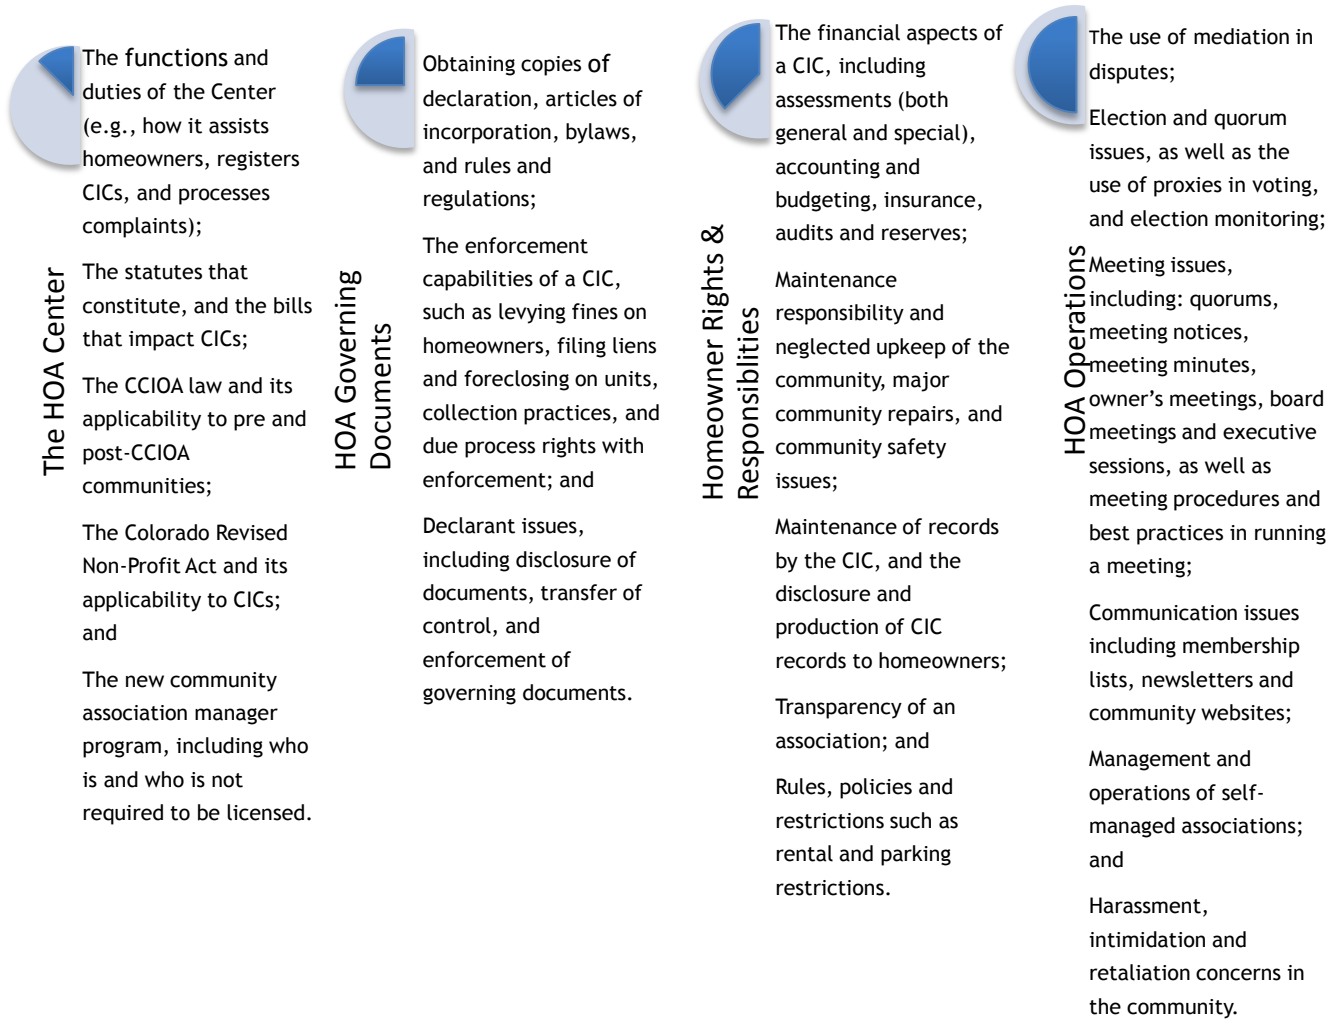 The HOA Center
The functions and
duties of the Center
(e.g., how it assists
homeowners, registers
CICs, and processes
complaints);
The statutes that
constitute, and the bills
that impact CICs;
The CCIOA law and its
applicability to pre and
post-CCIOA
communities;
The Colorado Revised
Non-Profit Act and its
applicability to CICs;
and
The new community
association manager
program, including who
is and who is not
required to be licensed.
HOA Governing
Documents
Obtaining copies of
declaration, articles of
incorporation, bylaws,
and rules and
regulations;
The enforcement
capabilities of a CIC,
such as levying fines on
homeowners, filing liens
and foreclosing on units,
collection practices, and
due process rights with
enforcement; and
Declarant issues,
including disclosure of
documents, transfer of
control, and
enforcement of
governing documents.
Homeowner Rights &
Responsiblities
The financial aspects of
a CIC, including
assessments (both
general and special),
accounting and
budgeting, insurance,
audits and reserves;
Maintenance
responsibility and
neglected upkeep of the
community, major
community repairs, and
community safety
issues;
Maintenance of records
by the CIC, and the
disclosure and
production of CIC
records to homeowners;
Transparency of an
association; and
Rules, policies and
restrictions such as
rental and parking
restrictions.
HOA Operations
The use of mediation in
disputes;
Election and quorum
issues, as well as the
use of proxies in voting,
and election monitoring;
Meeting issues,
including: quorums,
meeting notices,
meeting minutes,
owner’s meetings, board
meetings and executive
sessions, as well as
meeting procedures and
best practices in running
a meeting;
Communication issues
including membership
lists, newsletters and
community websites;
Management and
operations of self-
managed associations;
and
Harassment,
intimidation and
retaliation concerns in
the community.